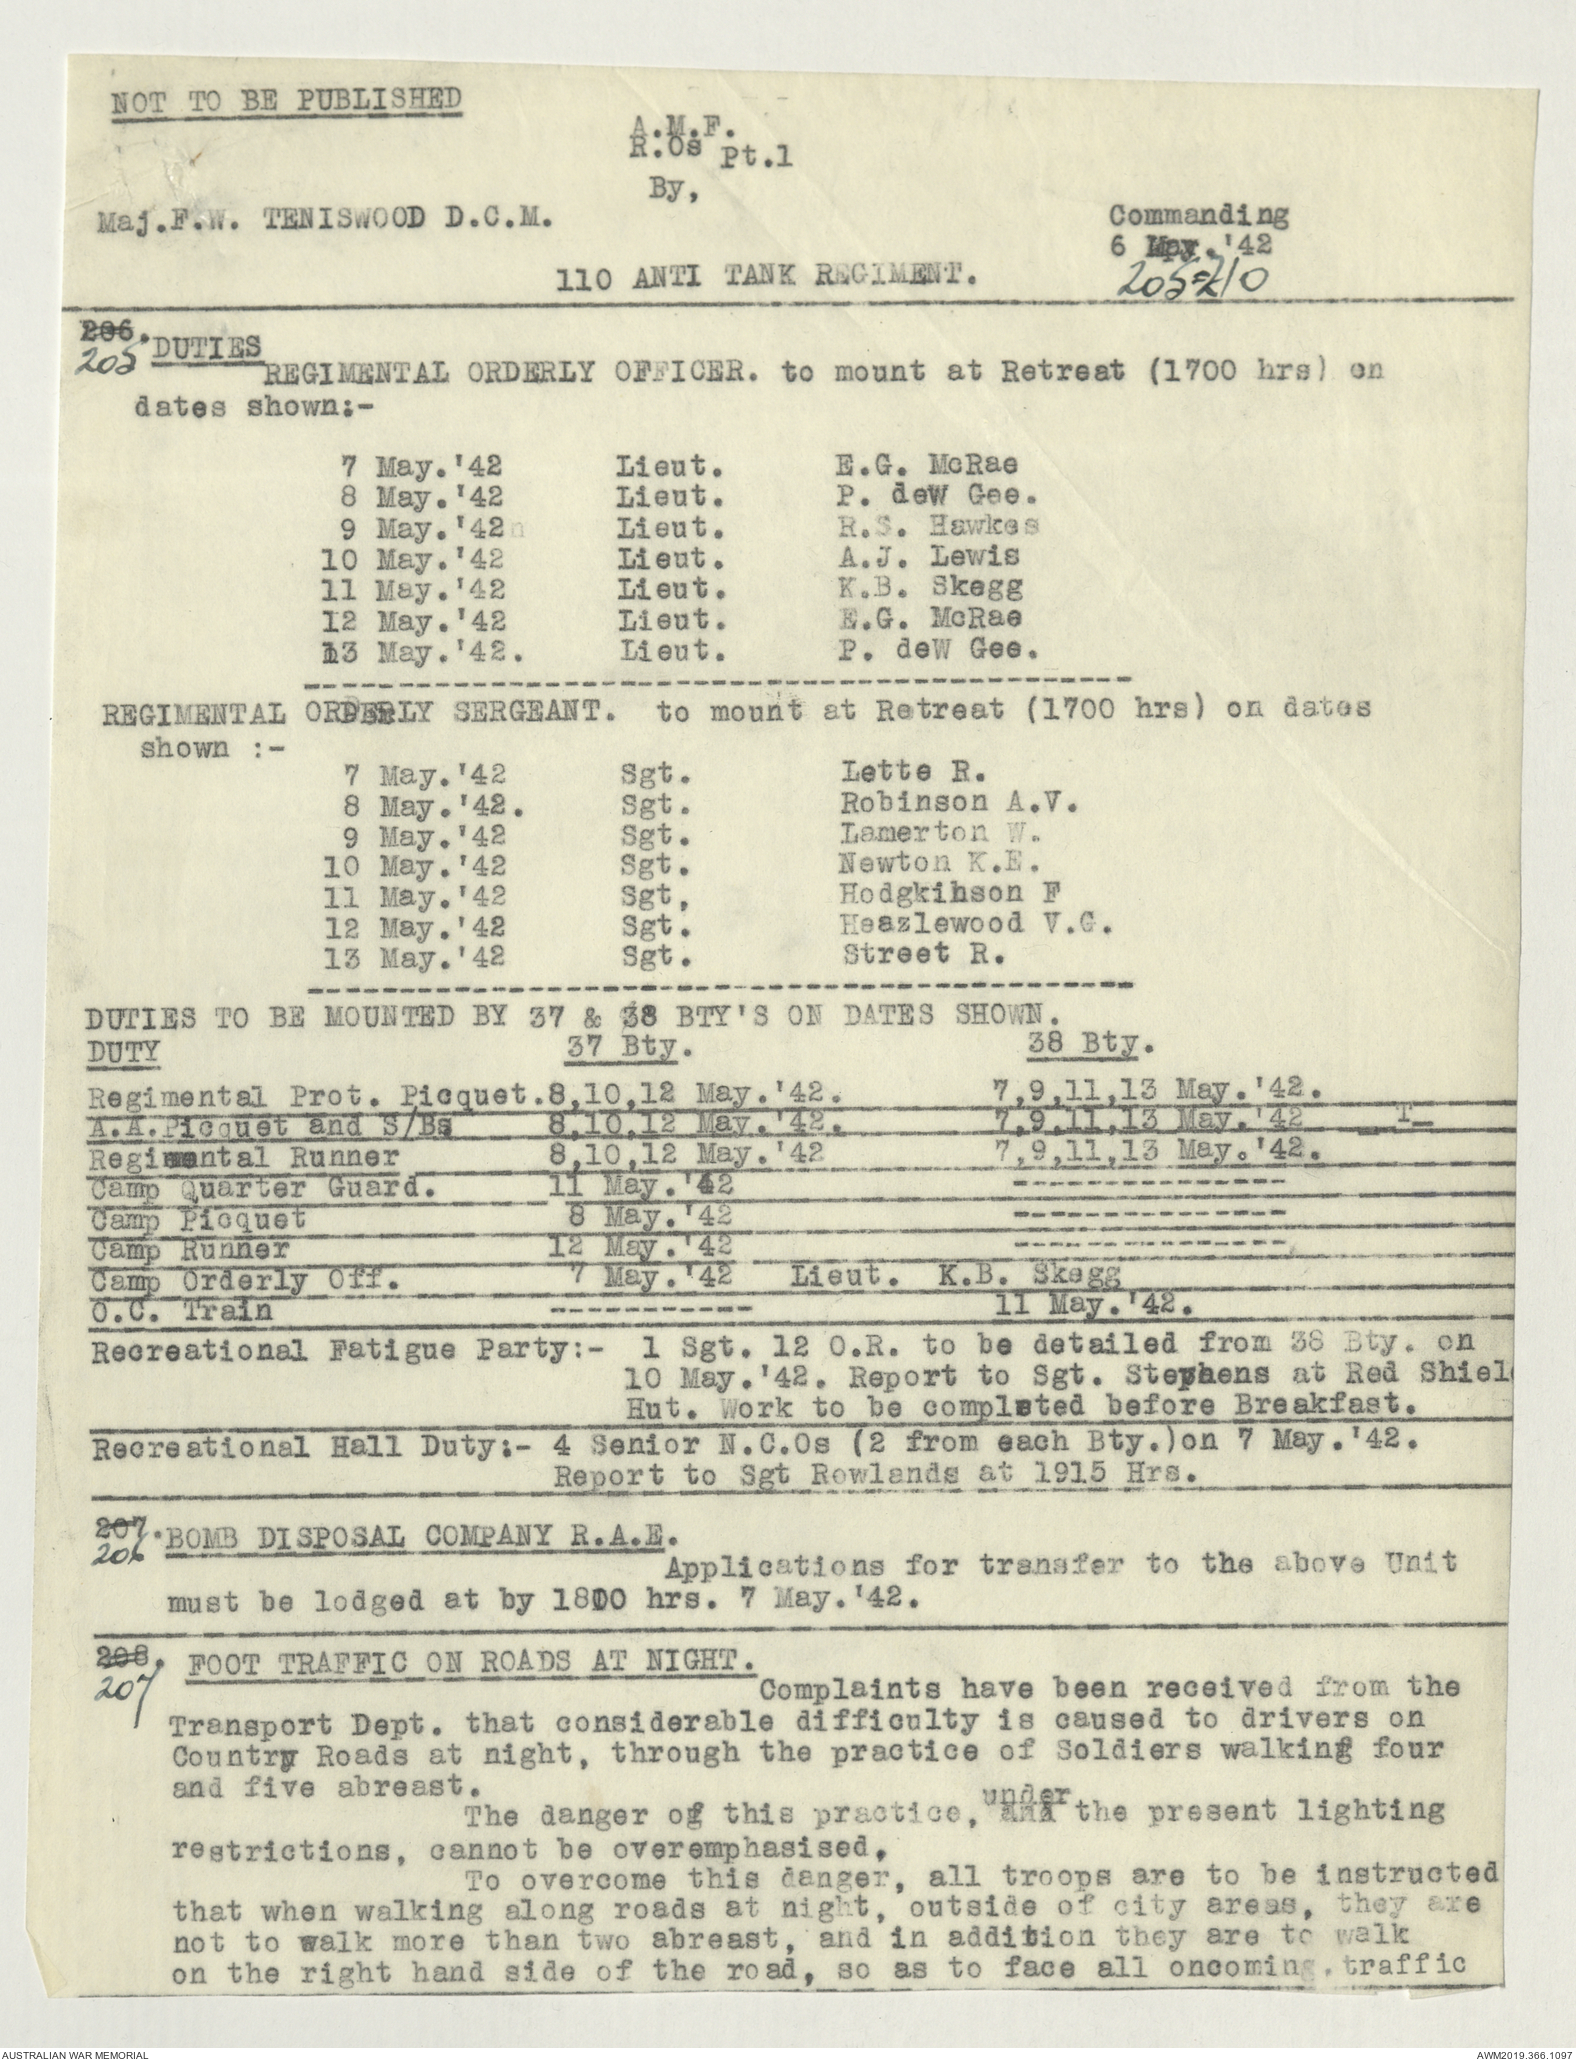 NOT TO BE PUBLISHED
A.M.F.
R.Os Pt.1
By,
Maj.F.W. TENISWOOD D.C.M.
Commanding
6 May.'42
110 ANTI TANK REGIMENT.
205-210
206.
205 DUTIES
REGIMENTAL ORDERLY OFFICER. to mount at Retreat (1700 hrs) on
dates shown:-
7 May.'42 Lieut. E.G. McRae
8 May.'42 Lieut. P. deW Gee.
9 May.'42 Lieut. R.S. Hawkes
10 May.'42 Lieut. A.J. Lewis
11 May.'42 Lieut. K.B. Skegg
12 May.'42 Lieut. E.G. McRae
13 May.'42. Lieut. P. deW Gee.
REGIMENTAL ORDERLY SERGEANT. to mount at Retreat (1700 hrs) on dates
shown :-
7 May.'42 Sgt. Lette R.
8 May.'42. Sgt. Robinson A.V.
9 May.'42 Sgt. Lamerton W.
10 May.'42 Sgt. Newton K.E.
11 May.'42 Sgt, Hodgkihson F
12 May.'42 Sgt. Heazlewood V.G.
13 May.'42 Sgt. Street R.
DUTIES TO BE MOUNTED BY 37 & 38 BTY'S ON DATES SHOWN.
DUTY 37 Bty. 38 Bty.
Regimental Prot. Picquet. 8,10,12 May.'42. 7,9,11,13 May.'42.
A.A.Picquet and S/Bs 8,10,12 May.'42. 7,9,11,13 May.'42
Regimental Runner 8,10,12 May.'42 7,9,11,13 May.'42.
Camp Quarter Guard. 11 May.'42 ---------------
Camp Picquet 8 May.'42 ---------------
Camp Runner 12 May.'42 ---------------
Camp Orderly Off. 7 May.'42 Lieut. K.B. Skegg
O.C. Train ----------- 11 May.'42.
Recreational Fatigue Party:- 1 Sgt. 12 O.R. to be detailed from 38 Bty. on
10 May.'42. Report to Sgt. Stephens at Red Shiel
Hut. Work to be completed before Breakfast.
Recreational Hall Duty:- 4 Senior N.C.Os (2 from each Bty.)on 7 May.'42.
Report to Sgt Rowlands at 1915 Hrs.
207.
206 BOMB DISPOSAL COMPANY R.A.E.
Applications for transfer to the above Unit
must be lodged at by 1800 hrs. 7 May.'42.
208.
207 FOOT TRAFFIC ON ROADS AT NIGHT.
Complaints have been received from the
Transport Dept. that considerable difficulty is caused to drivers on
Country Roads at night, through the practice of Soldiers walking four
and five abreast.
The danger of this practice, under the present lighting
restrictions, cannot be overemphasised.
To overcome this danger, all troops are to be instructed
that when walking along roads at night, outside of city areas, they are
not to walk more than two abreast, and in addition they are to walk
on the right hand side of the road, so as to face all oncoming.traffic
AUSTRALIAN WAR MEMORIAL
AWM2019.366.1097